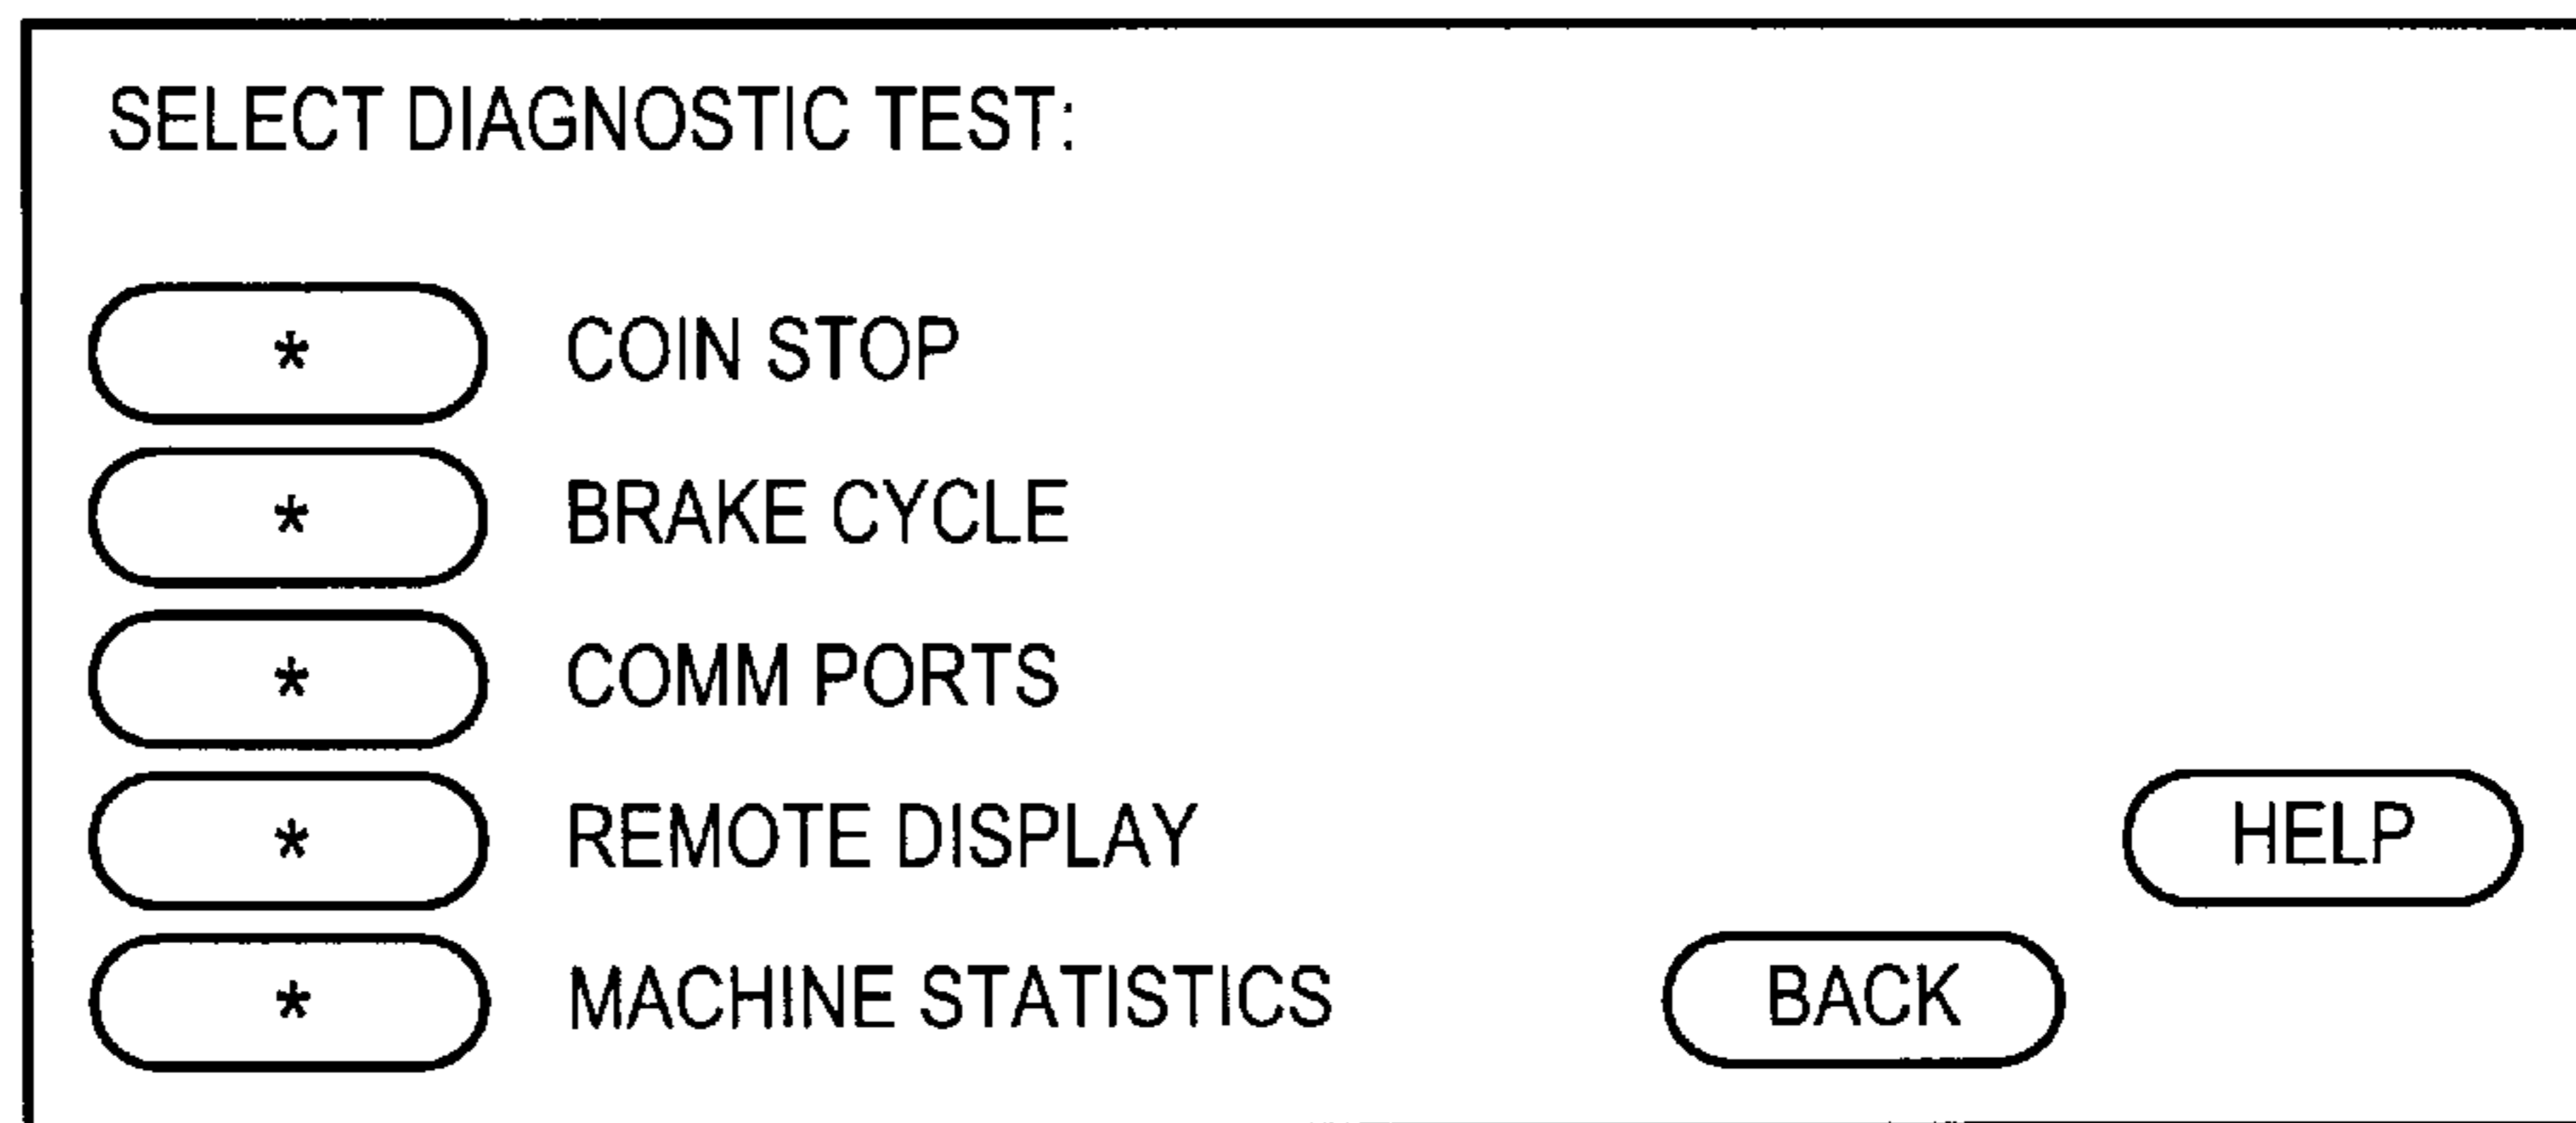 SELECT DIAGNOSTIC TEST:
* COIN STOP
* BRAKE CYCLE
* COMM PORTS
* REMOTE DISPLAY HELP
* MACHINE STATISTICS BACK